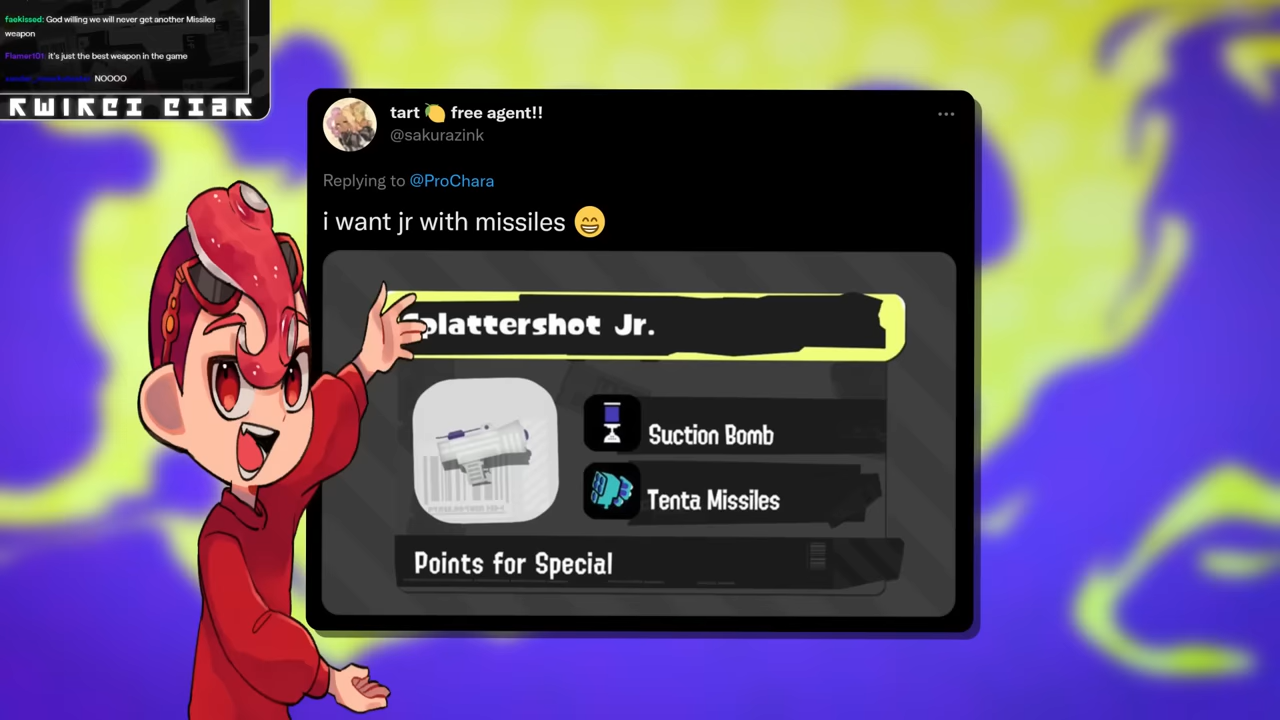 faekissed: God willing we will never get another Missiles
weapon
Flamer101: it's just the best weapon in the game
NOOOO
tart 🍋 free agent!!
@sakurazink
Replying to @ProChara
i want jr with missiles 😁
Splattershot Jr.
Suction Bomb
Tenta Missiles
Points for Special